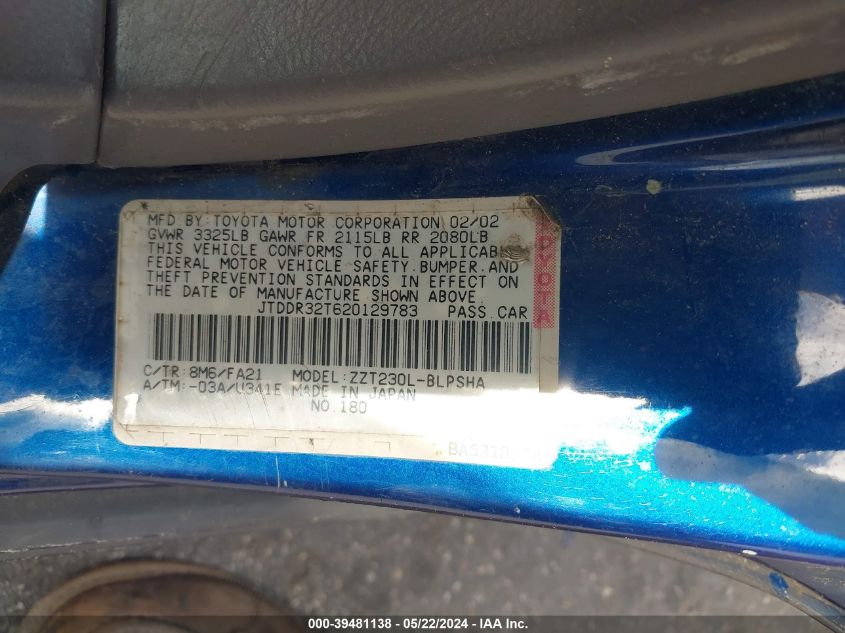 MFD BY: TOYOTA MOTOR CORPORATION 02/02
GVWR 3325LB GAWR FR 2115LB RR 2080LB
THIS VEHICLE CONFORMS TO ALL APPLICAB
FEDERAL MOTOR VEHICLE SAFETY, BUMPER, AND
THEFT PREVENTION STANDARDS IN EFFECT ON
THE DATE OF MANUFACTURE SHOWN ABOVE.
JTDDR32T620129783 PASS. CAR
C/TR: 8M6/FA21 MODEL: ZZT230L-BLPSHA
A/TM: -03A/U341E MADE IN JAPAN
NO. 180
TOYOTA
000-39481138 - 05/22/2024 - ©IAA, Inc.